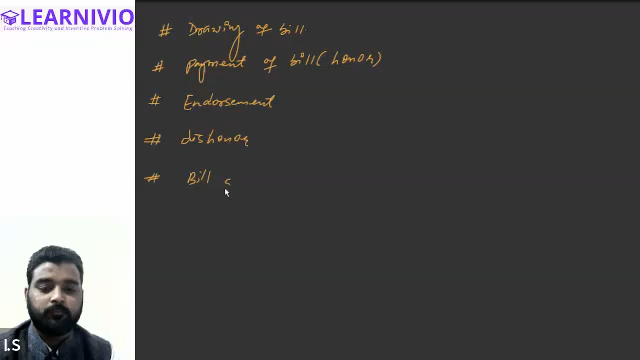 LEARNIVIO
Teaching Creativity and Inventive Problem Solving
# Drawing of bill
# payment of bill (honor)
# Endorsement
# dishonor
# Bill
I.S